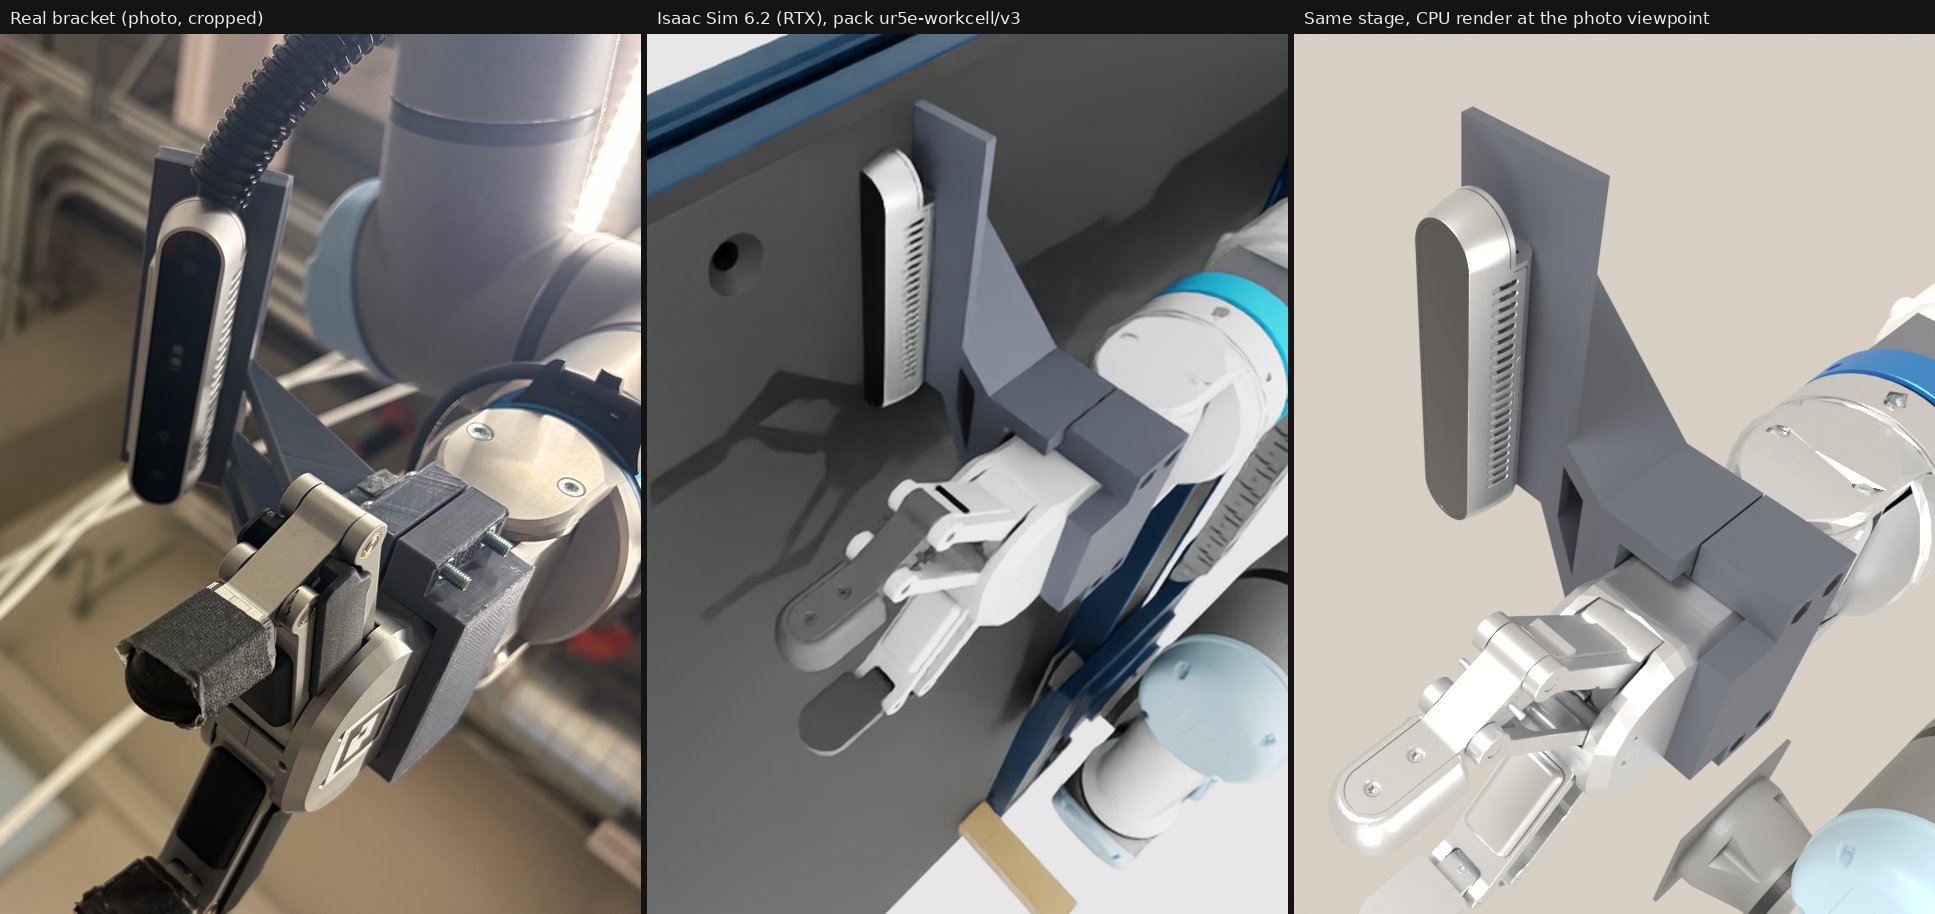 Real bracket (photo, cropped)
Isaac Sim 6.2 (RTX), pack ur5e-workcell/v3
Same stage, CPU render at the photo viewpoint